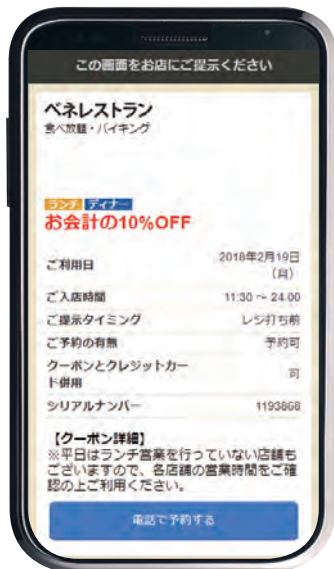 この画面をお店にご提示ください
ベネレストラン
食べ放題・バイキング
ランチ ディナー
お会計の10%OFF
ご利用日 2018年2月19日
（月）
ご入店時間 11:30 ～ 24:00
ご提示タイミング レジ打ち前
ご予約の有無 予約可
クーポンとクレジットカー
ド併用 可
シリアルナンバー 1193868
【クーポン詳細】
※平日はランチ営業を行っていない店舗も
ございますので、各店舗の営業時間をご確
認の上ご利用ください。
電話で予約する